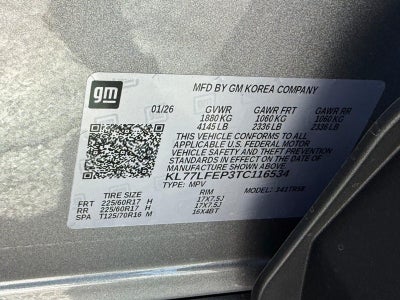 gm
MFD BY GM KOREA COMPANY
01/26 GVWR GAWR FRT GAWR RR
1880 KG 1060 KG 1060 KG
4145 LB 2336 LB 2336 LB
THIS VEHICLE CONFORMS TO ALL
APPLICABLE U.S. FEDERAL MOTOR
VEHICLE SAFETY, BUMPER, AND THEFT
PREVENTION STANDARDS IN EFFECT ON THE DATE OF
MANUFACTURE SHOWN ABOVE.
KL77LFEP3TC116534
TYPE: MPV MODEL:
TIRE SIZE RIM
FRT 225/60R17 H 17X7.5J
RR 225/60R17 H 17X7.5J
SPA T125/70R16 M 16X4BT